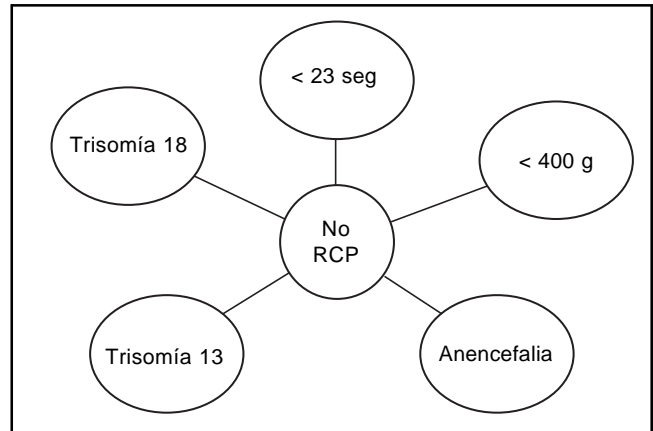 < 23 seg
Trisomía 18
< 400 g
No
RCP
Trisomía 13
Anencefalia